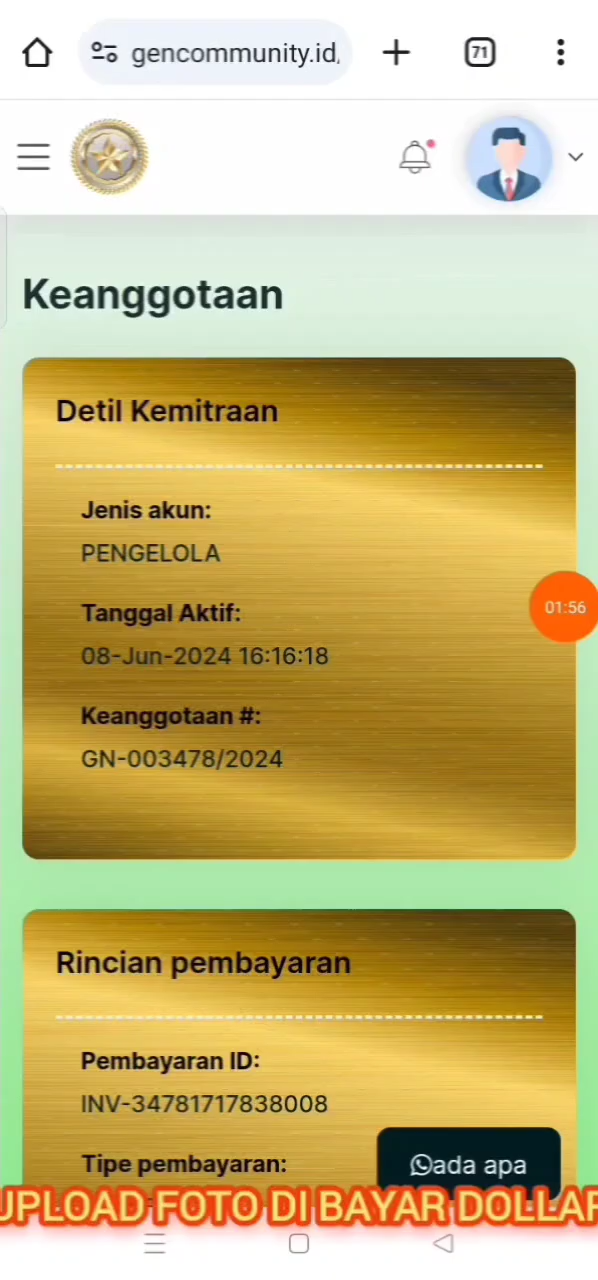 gencommunity.id/
71
Keanggotaan
Detil Kemitraan
Jenis akun:
PENGELOLA
Tanggal Aktif:
08-Jun-2024 16:16:18
01:56
Keanggotaan #:
GN-003478/2024
Rincian pembayaran
Pembayaran ID:
INV-34781717838008
Tipe pembayaran:
ada apa
UPLOAD FOTO DI BAYAR DOLLAR